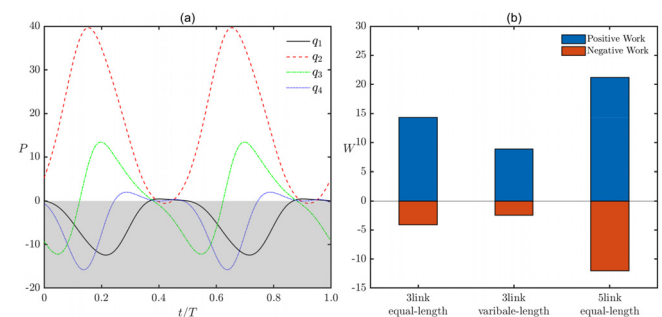 (a)
40
30
20
P
10
0
-10
-20
0
0.2
0.4
0.6
0.8
1.0
t/T
q1
q2
q3
q4
(b)
30
25
20
15
10
W
5
0
-5
-10
-15
Positive Work
Negative Work
3link
equal-length
3link
varibale-length
5link
equal-length